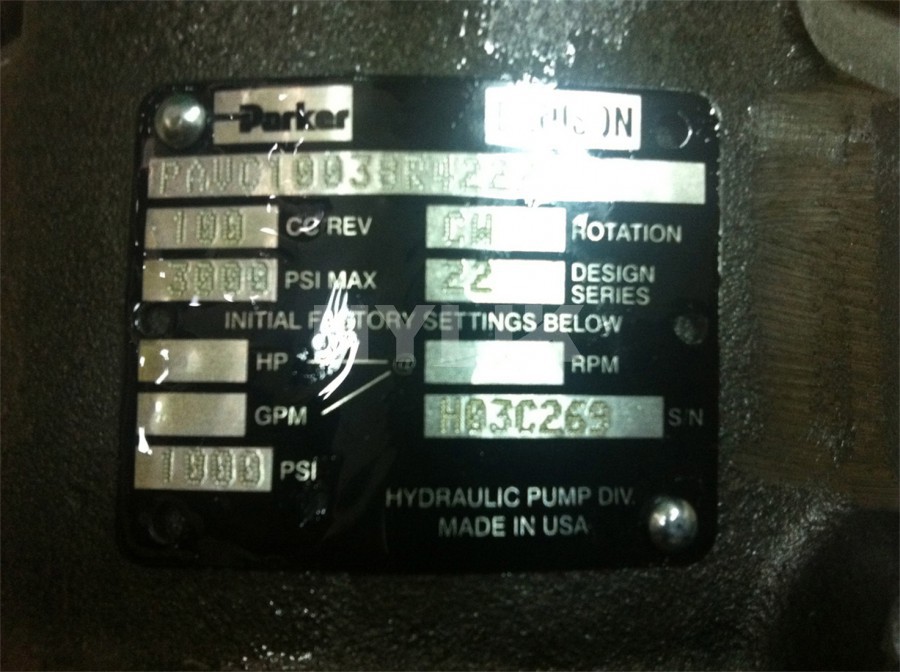 Parker
PAVC10039R422
100 CC REV CW ROTATION
3000 PSI MAX 22 DESIGN SERIES
INITIAL FACTORY SETTINGS BELOW
HP RPM
GPM H03C269 S/N
1000 PSI
HYDRAULIC PUMP DIV.
MADE IN USA